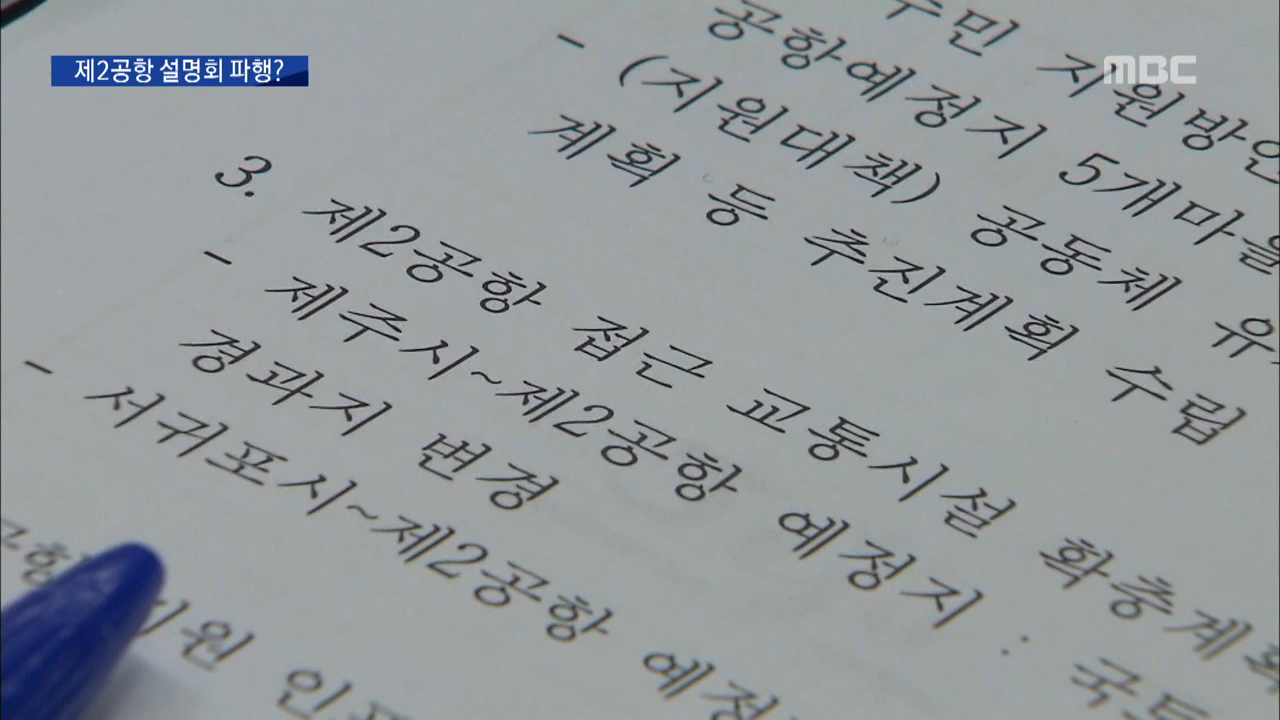 제2공항 설명회 파행?
MBC
수민 지원방안
- 공항예정지 5개마을
(지원대책) 공동체 유
계획 등 추진계획 수립
3. 제2공항 접근 교통시설 확충계획
- 제주시~제2공항 예정지 : 국토
경과지 변경
- 서귀포시~제2공항 예정
지원 인프